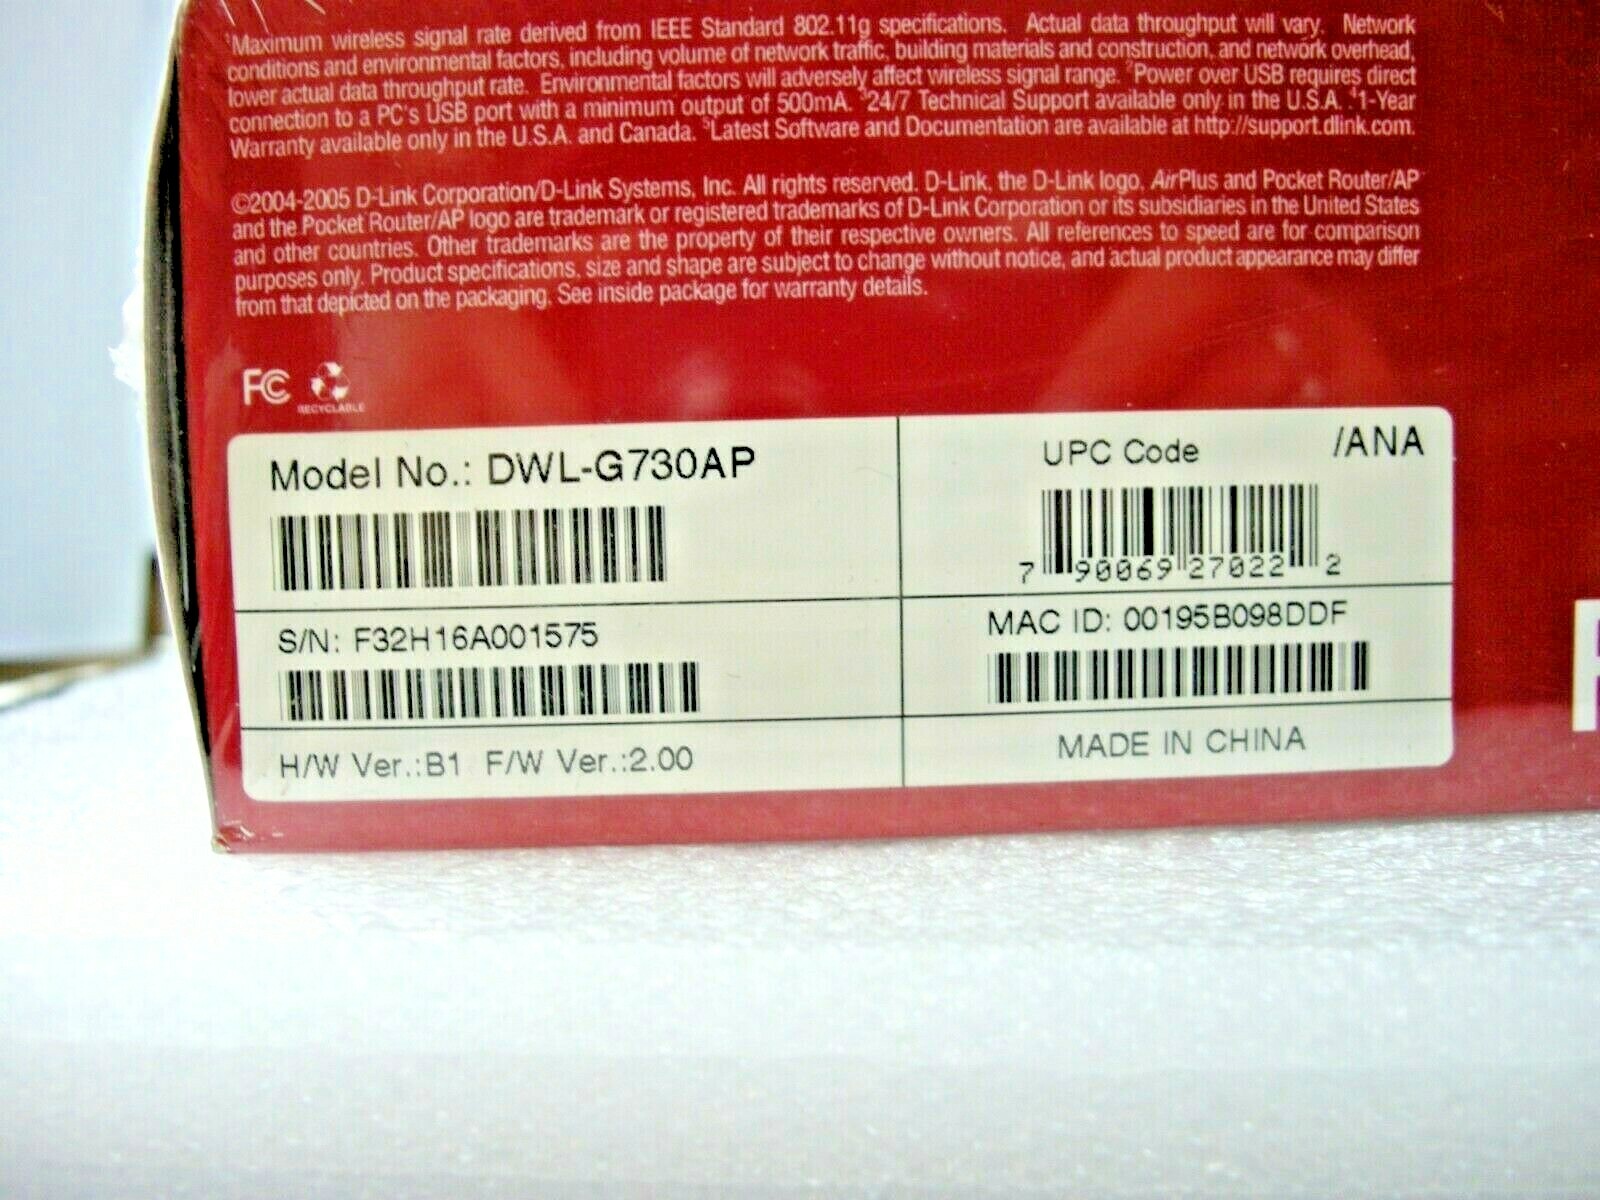 ¹Maximum wireless signal rate derived from IEEE Standard 802.11g specifications. Actual data throughput will vary. Network
conditions and environmental factors, including volume of network traffic, building materials and construction, and network overhead,
lower actual data throughput rate. Environmental factors will adversely affect wireless signal range. ²Power over USB requires direct
connection to a PC's USB port with a minimum output of 500mA. ³24/7 Technical Support available only in the U.S.A. ⁴1-Year
Warranty available only in the U.S.A. and Canada. ⁵Latest Software and Documentation are available at http://support.dlink.com.
©2004-2005 D-Link Corporation/D-Link Systems, Inc. All rights reserved. D-Link, the D-Link logo, AirPlus and Pocket Router/AP
and the Pocket Router/AP logo are trademark or registered trademarks of D-Link Corporation or its subsidiaries in the United States
and other countries. Other trademarks are the property of their respective owners. All references to speed are for comparison
purposes only. Product specifications, size and shape are subject to change without notice, and actual product appearance may differ
from that depicted on the packaging. See inside package for warranty details.
FC
RECYCLABLE
Model No.: DWL-G730AP
UPC Code /ANA
7 90069 27022 2
S/N: F32H16A001575
MAC ID: 00195B098DDF
H/W Ver.:B1 F/W Ver.:2.00
MADE IN CHINA